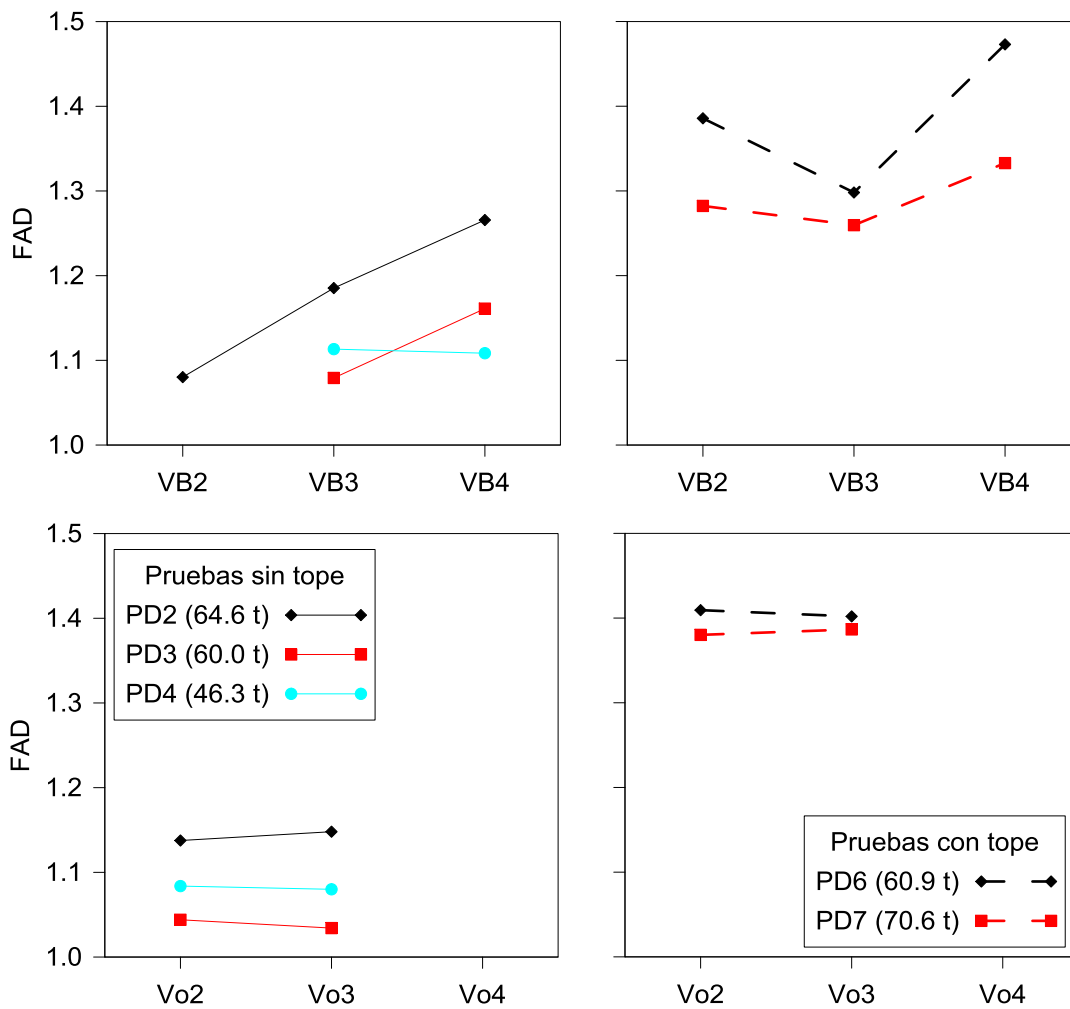 1.5
1.4
1.3
1.2
1.1
1.0
FAD
VB2 VB3 VB4
VB2 VB3 VB4
1.5
1.4
1.3
1.2
1.1
1.0
FAD
Pruebas sin tope
PD2 (64.6 t)
PD3 (60.0 t)
PD4 (46.3 t)
Vo2 Vo3 Vo4
Pruebas con tope
PD6 (60.9 t)
PD7 (70.6 t)
Vo2 Vo3 Vo4